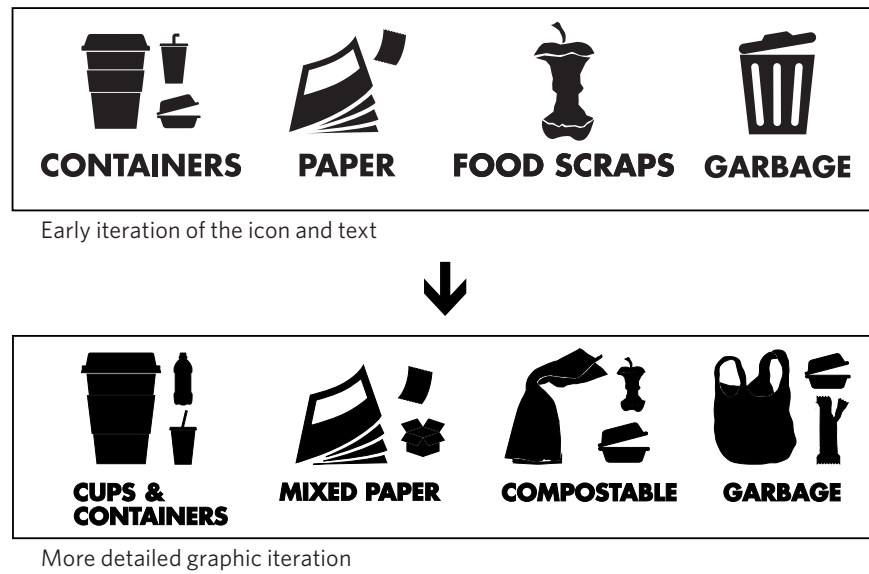 CONTAINERS PAPER FOOD SCRAPS GARBAGE
Early iteration of the icon and text
CUPS &
CONTAINERS MIXED PAPER COMPOSTABLE GARBAGE
More detailed graphic iteration